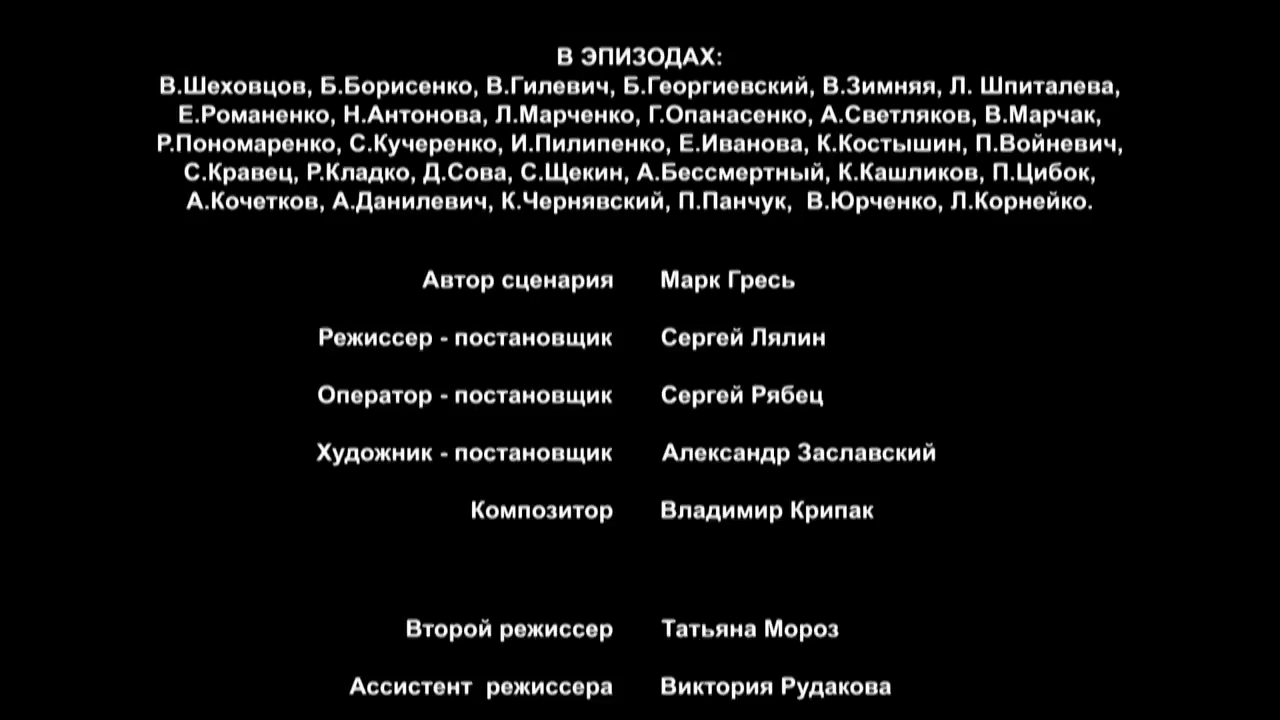 В ЭПИЗОДАХ:
В.Шеховцов, Б.Борисенко, В.Гилевич, Б.Георгиевский, В.Зимняя, Л. Шпиталева,
Е.Романенко, Н.Антонова, Л.Марченко, Г.Опанасенко, А.Светляков, В.Марчак,
Р.Пономаренко, С.Кучеренко, И.Пилипенко, Е.Иванова, К.Костышин, П.Войневич,
С.Кравец, Р.Кладко, Д.Сова, С.Щекин, А.Бессмертный, К.Кашликов, П.Цибок,
А.Кочетков, А.Данилевич, К.Чернявский, П.Панчук, В.Юрченко, Л.Корнейко.
Автор сценария Марк Гресь
Режиссер - постановщик Сергей Лялин
Оператор - постановщик Сергей Рябец
Художник - постановщик Александр Заславский
Композитор Владимир Крипак
Второй режиссер Татьяна Мороз
Ассистент режиссера Виктория Рудакова